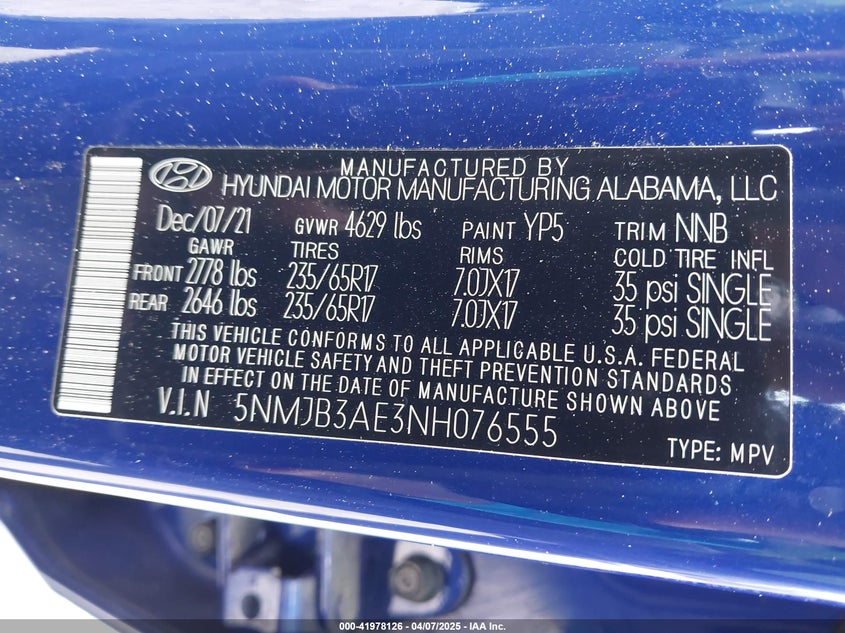 MANUFACTURED BY
HYUNDAI MOTOR MANUFACTURING ALABAMA, LLC
Dec/07/21 GVWR 4629 lbs PAINT YP5 TRIM NNB
GAWR TIRES RIMS COLD TIRE INFL
FRONT 2778 lbs 235/65R17 7.0JX17 35 psi SINGLE
REAR 2646 lbs 235/65R17 7.0JX17 35 psi SINGLE
THIS VEHICLE CONFORMS TO ALL APPLICABLE U.S.A. FEDERAL
MOTOR VEHICLE SAFETY AND THEFT PREVENTION STANDARDS
IN EFFECT ON THE DATE OF MANUFACTURE SHOWN ABOVE
V.I.N 5NMJB3AE3NH076555
TYPE: MPV
000-41978126 - 04/07/2025 - IAA Inc.